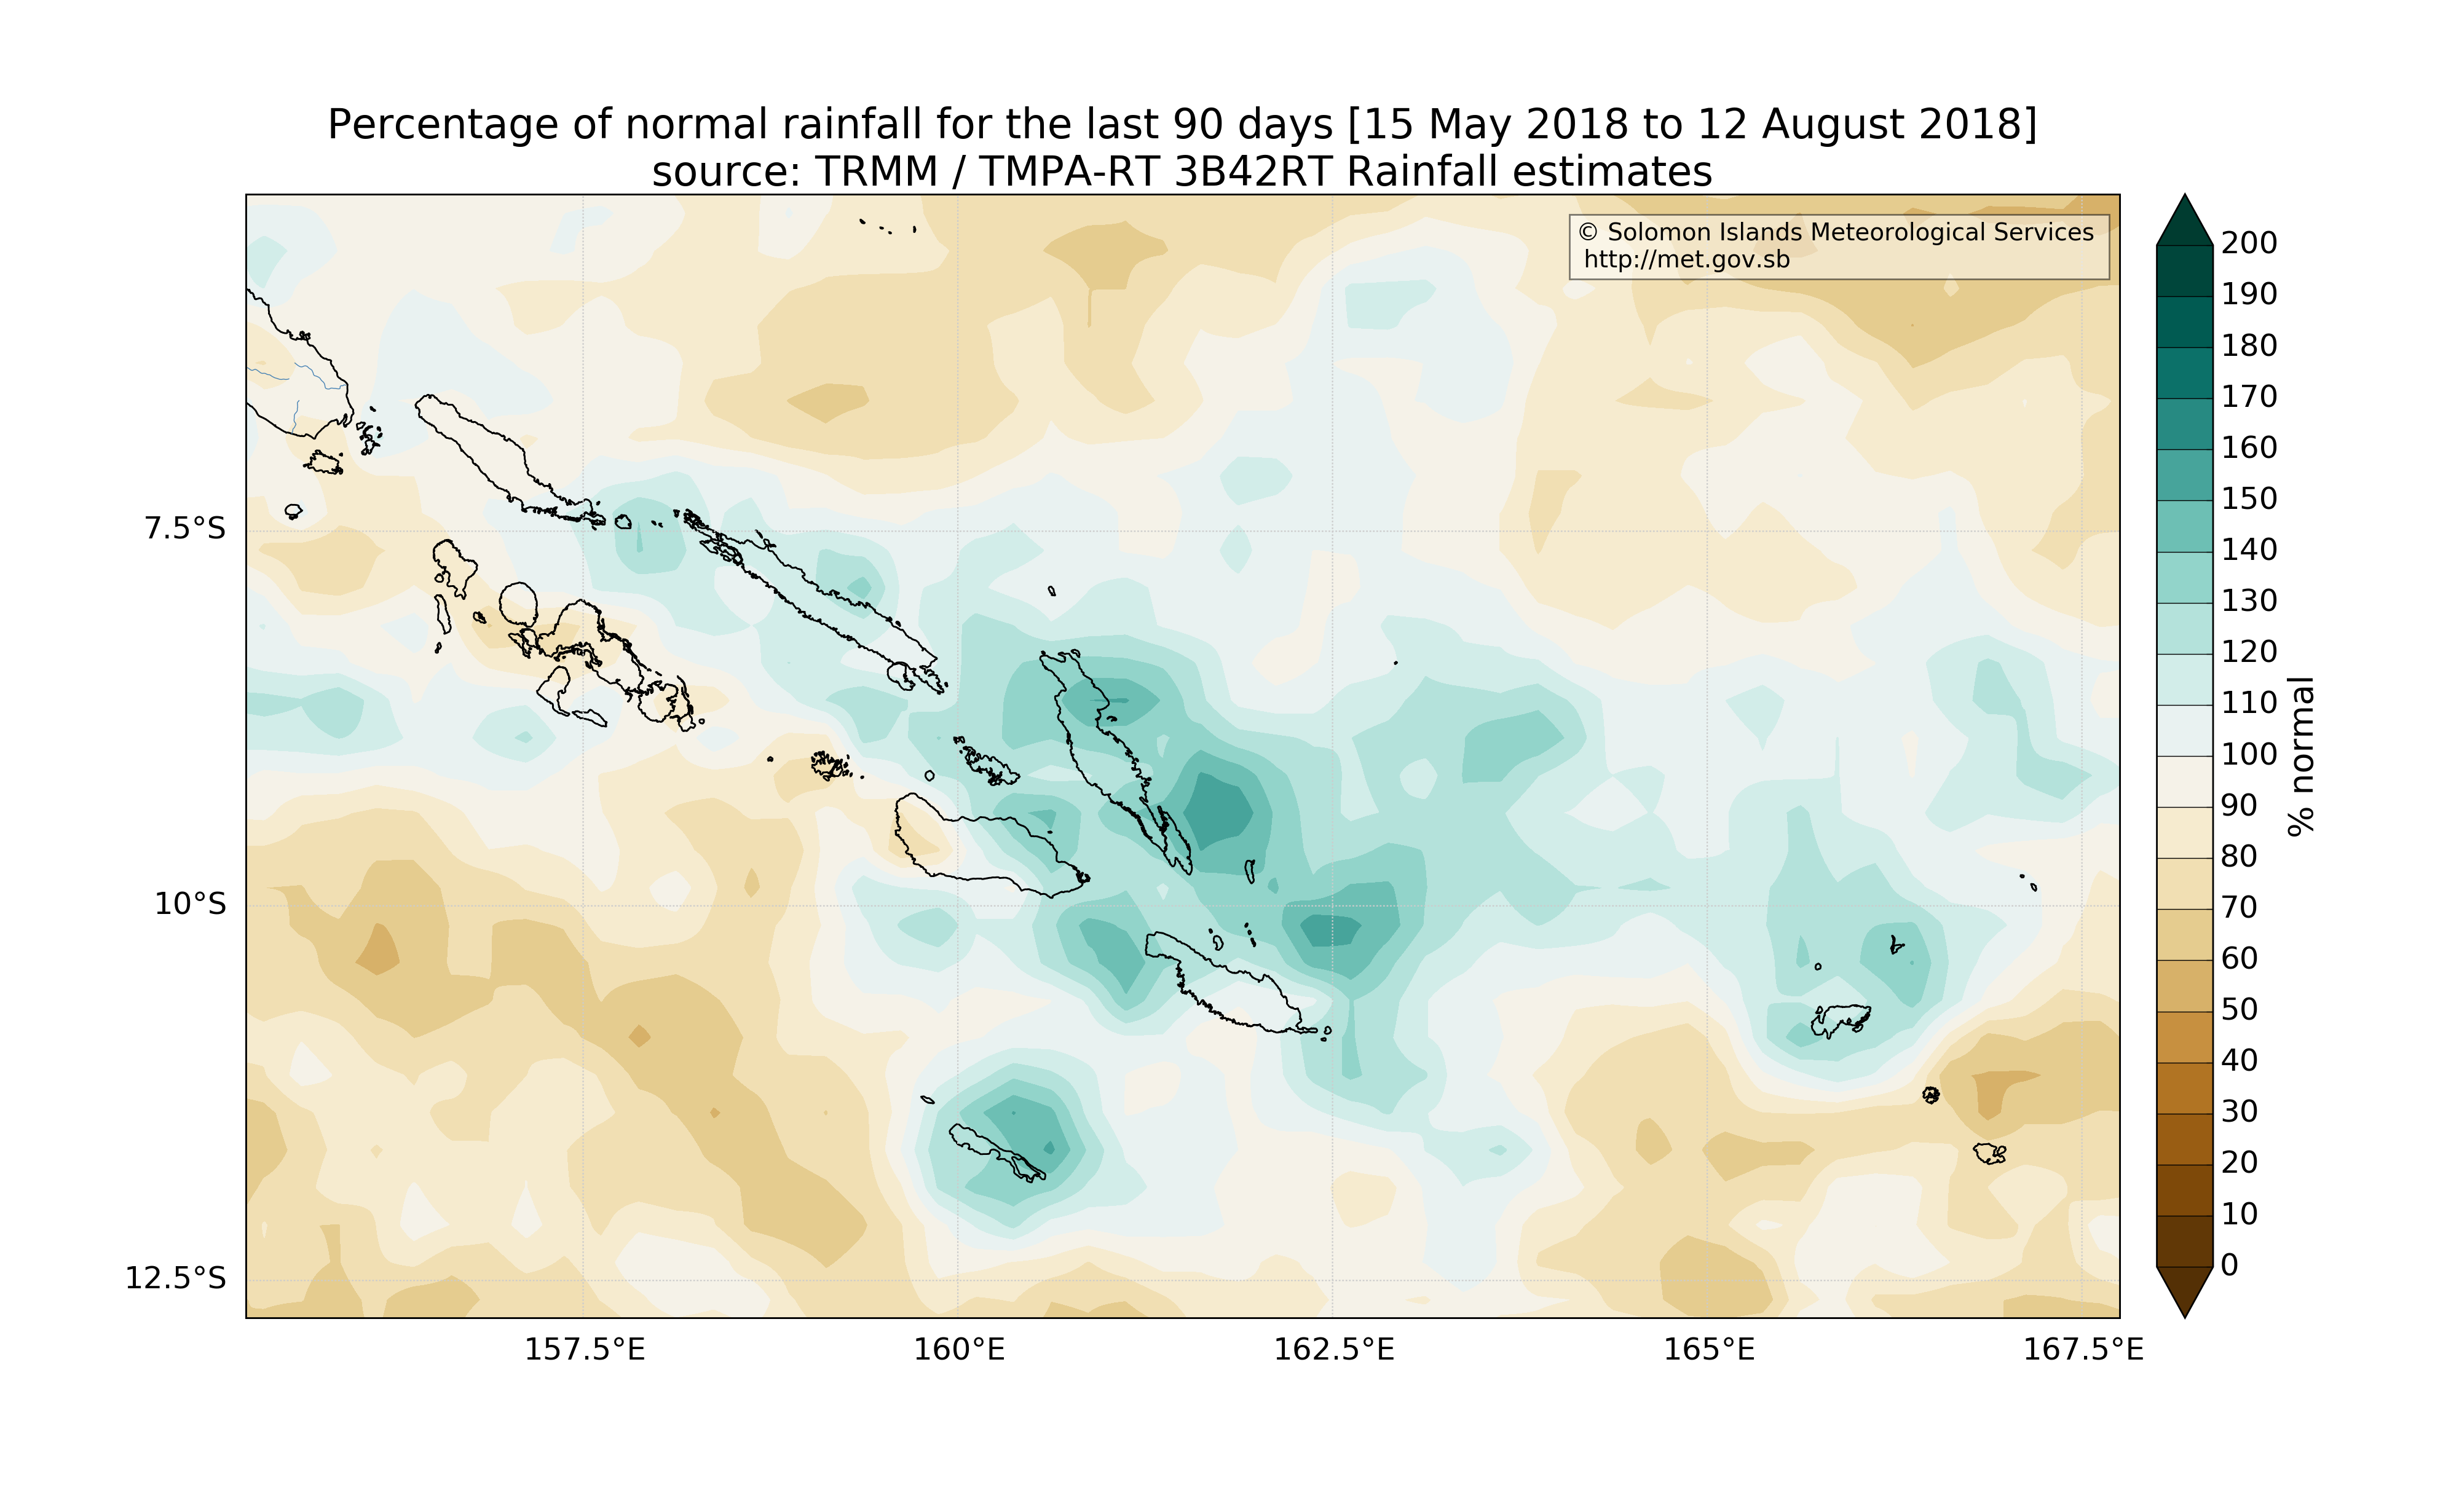 Percentage of normal rainfall for the last 90 days [15 May 2018 to 12 August 2018]
source: TRMM / TMPA-RT 3B42RT Rainfall estimates
© Solomon Islands Meteorological Services
http://met.gov.sb
7.5°S
10°S
12.5°S
157.5°E
160°E
162.5°E
165°E
167.5°E
200
190
180
170
160
150
140
130
120
110
100
90
80
70
60
50
40
30
20
10
0
% normal